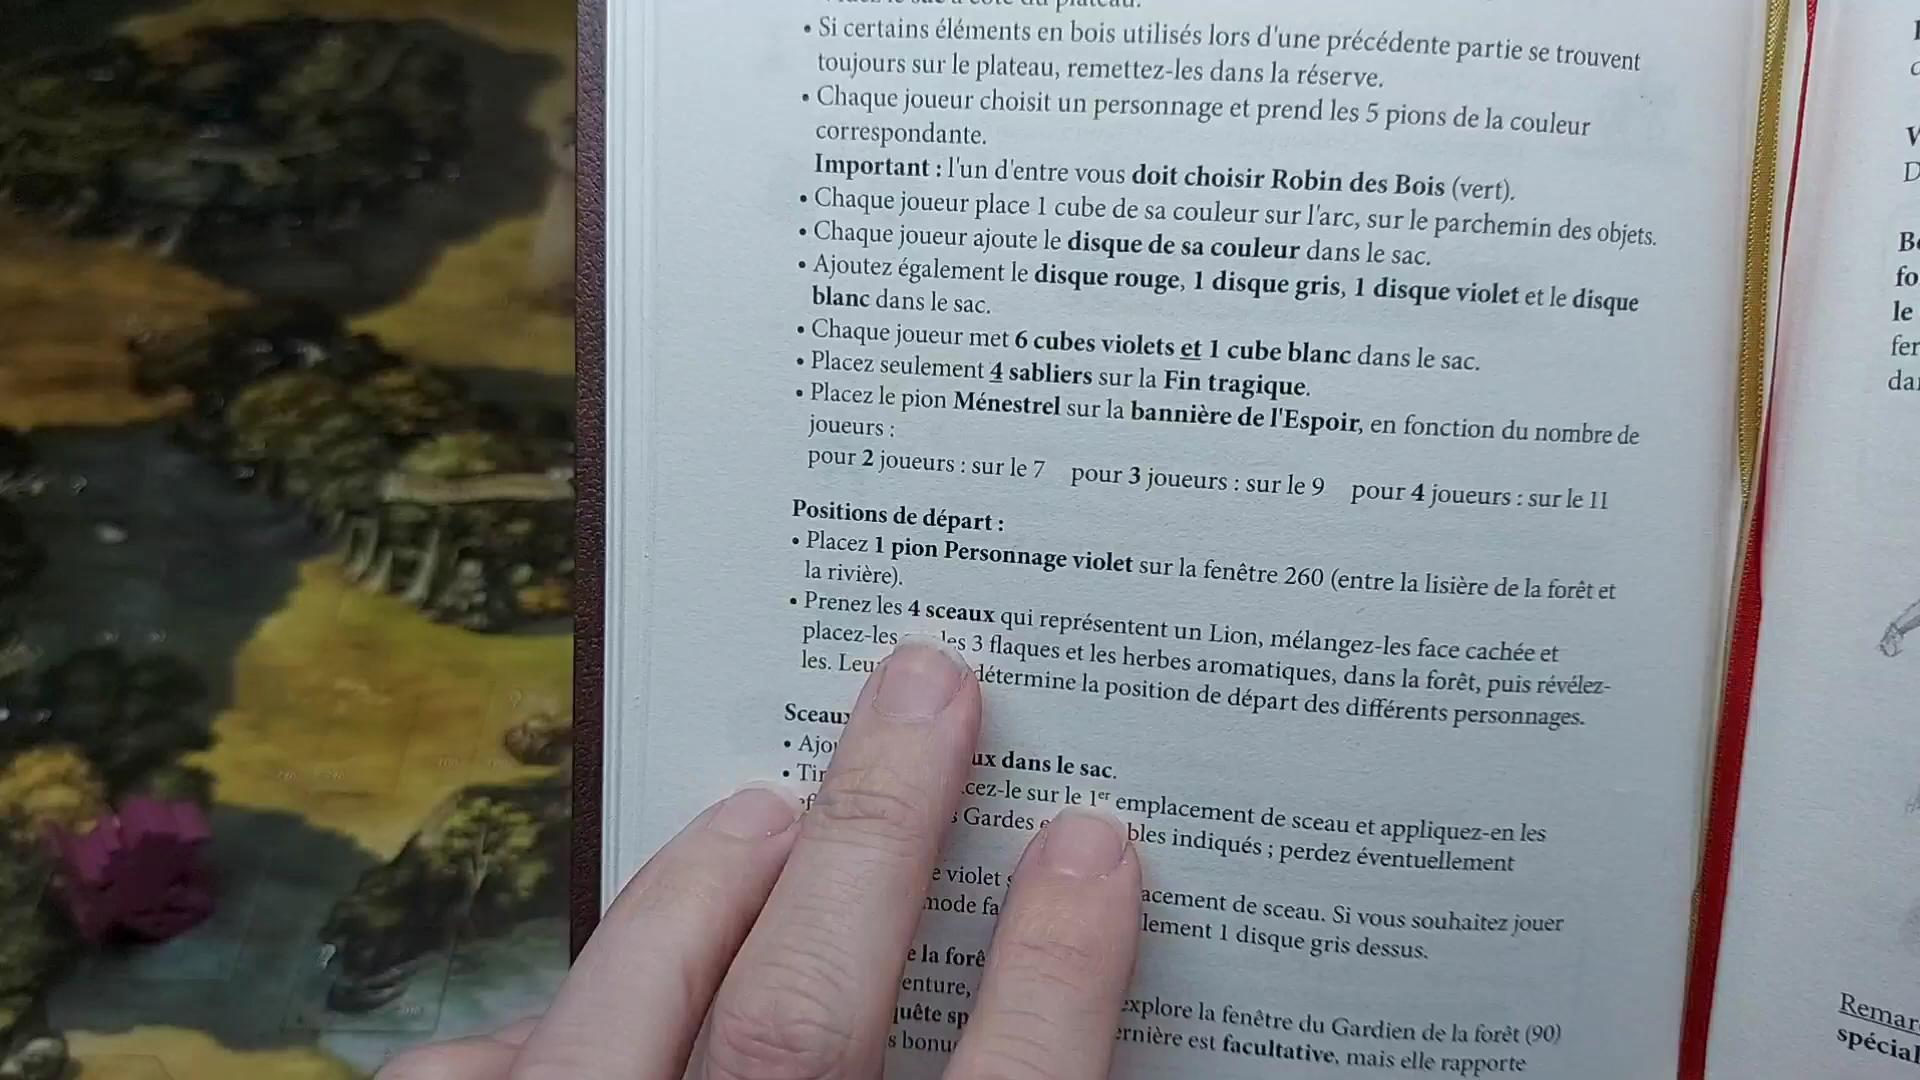 plateau.
• Si certains éléments en bois utilisés lors d'une précédente partie se trouvent
toujours sur le plateau, remettez-les dans la réserve.
• Chaque joueur choisit un personnage et prend les 5 pions de la couleur
correspondante.
Important : l'un d'entre vous doit choisir Robin des Bois (vert).
• Chaque joueur place 1 cube de sa couleur sur l'arc, sur le parchemin des objets.
• Chaque joueur ajoute le disque de sa couleur dans le sac.
• Ajoutez également le disque rouge, 1 disque gris, 1 disque violet et le disque
blanc dans le sac.
• Chaque joueur met 6 cubes violets et 1 cube blanc dans le sac.
• Placez seulement 4 sabliers sur la Fin tragique.
• Placez le pion Ménestrel sur la bannière de l'Espoir, en fonction du nombre de
joueurs :
pour 2 joueurs : sur le 7 pour 3 joueurs : sur le 9 pour 4 joueurs : sur le 11
Positions de départ :
• Placez 1 pion Personnage violet sur la fenêtre 260 (entre la lisière de la forêt et
la rivière).
• Prenez les 4 sceaux qui représentent un Lion, mélangez-les face cachée et
placez-les les 3 flaques et les herbes aromatiques, dans la forêt, puis révélez-
les. détermine la position de départ des différents personnages.
Sceaux
dans le sac.
sur le 1er emplacement de sceau et appliquez-en les
Gardes indiqués ; perdez éventuellement
violet de sceau. Si vous souhaitez jouer
1 disque gris dessus.
la
explore la fenêtre du Gardien de la forêt (90)
est facultative, mais elle rapporte